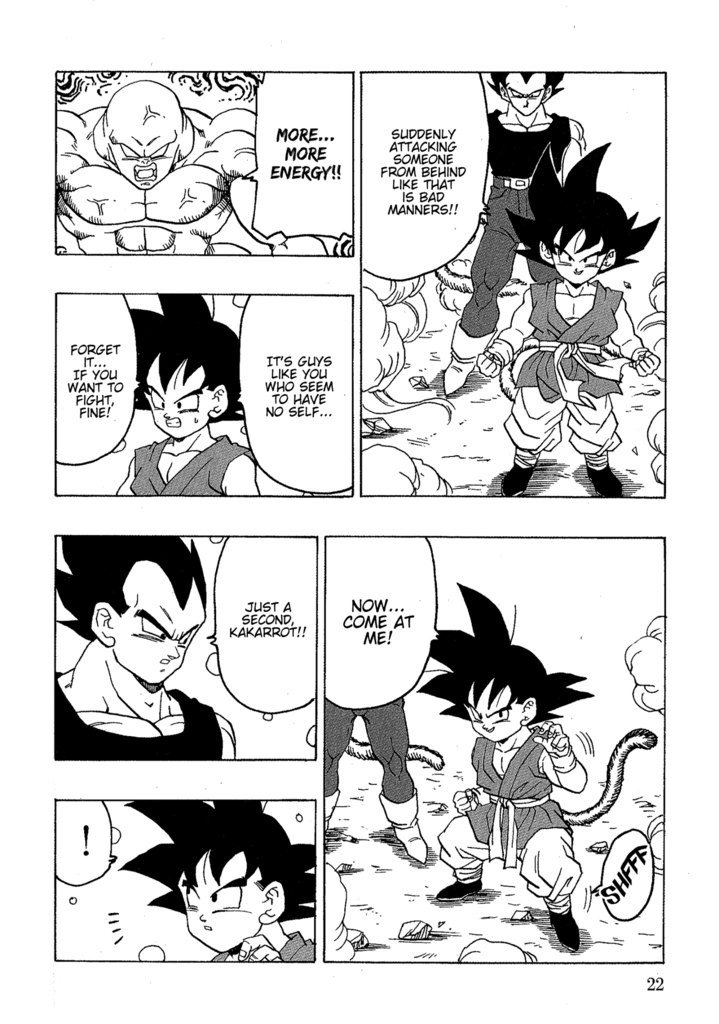 SUDDENLY
ATTACKING
SOMEONE
FROM BEHIND
LIKE THAT
IS BAD
MANNERS!!
MORE...
MORE
ENERGY!!
IT'S GUYS
LIKE YOU
WHO SEEM
TO HAVE
NO SELF...
FORGET
IT...
IF YOU
WANT TO
FIGHT,
FINE!
NOW...
COME AT
ME!
SHFFF
JUST A
SECOND,
KAKARROT!!
!
22